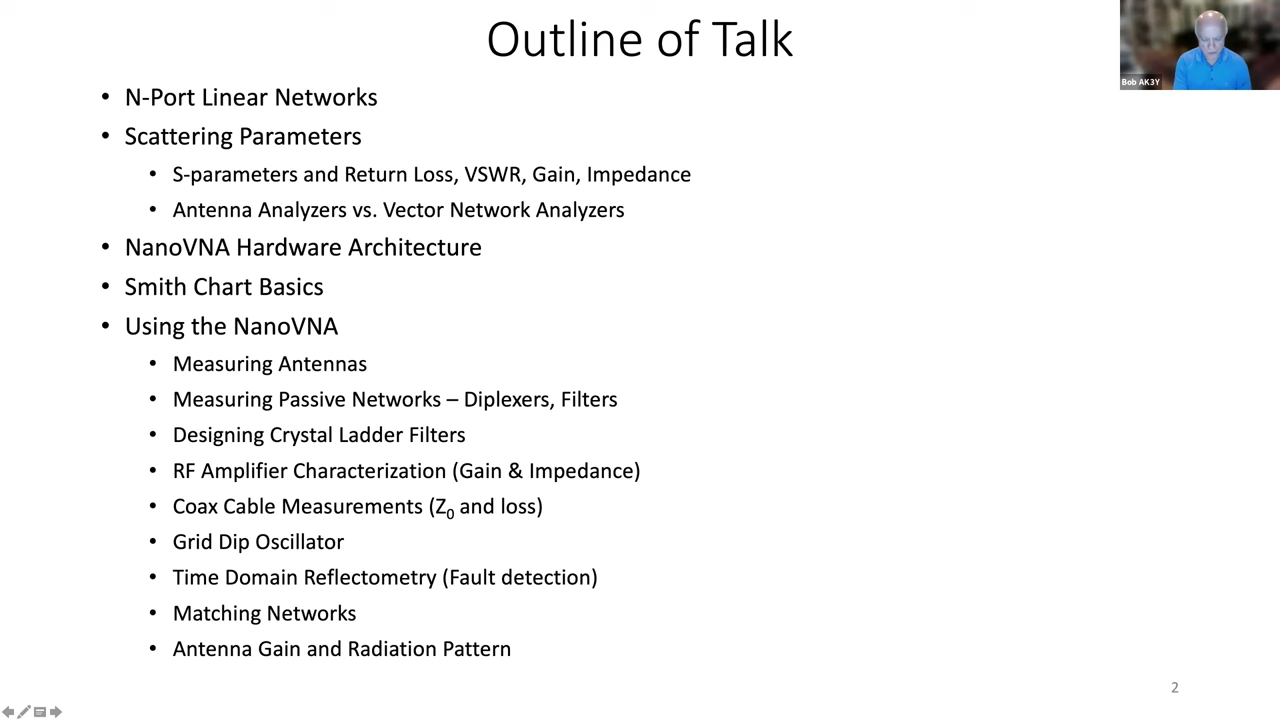 Outline of Talk
Bob AK3Y
• N-Port Linear Networks
• Scattering Parameters
• S-parameters and Return Loss, VSWR, Gain, Impedance
• Antenna Analyzers vs. Vector Network Analyzers
• NanoVNA Hardware Architecture
• Smith Chart Basics
• Using the NanoVNA
• Measuring Antennas
• Measuring Passive Networks – Diplexers, Filters
• Designing Crystal Ladder Filters
• RF Amplifier Characterization (Gain & Impedance)
• Coax Cable Measurements (Z₀ and loss)
• Grid Dip Oscillator
• Time Domain Reflectometry (Fault detection)
• Matching Networks
• Antenna Gain and Radiation Pattern
2